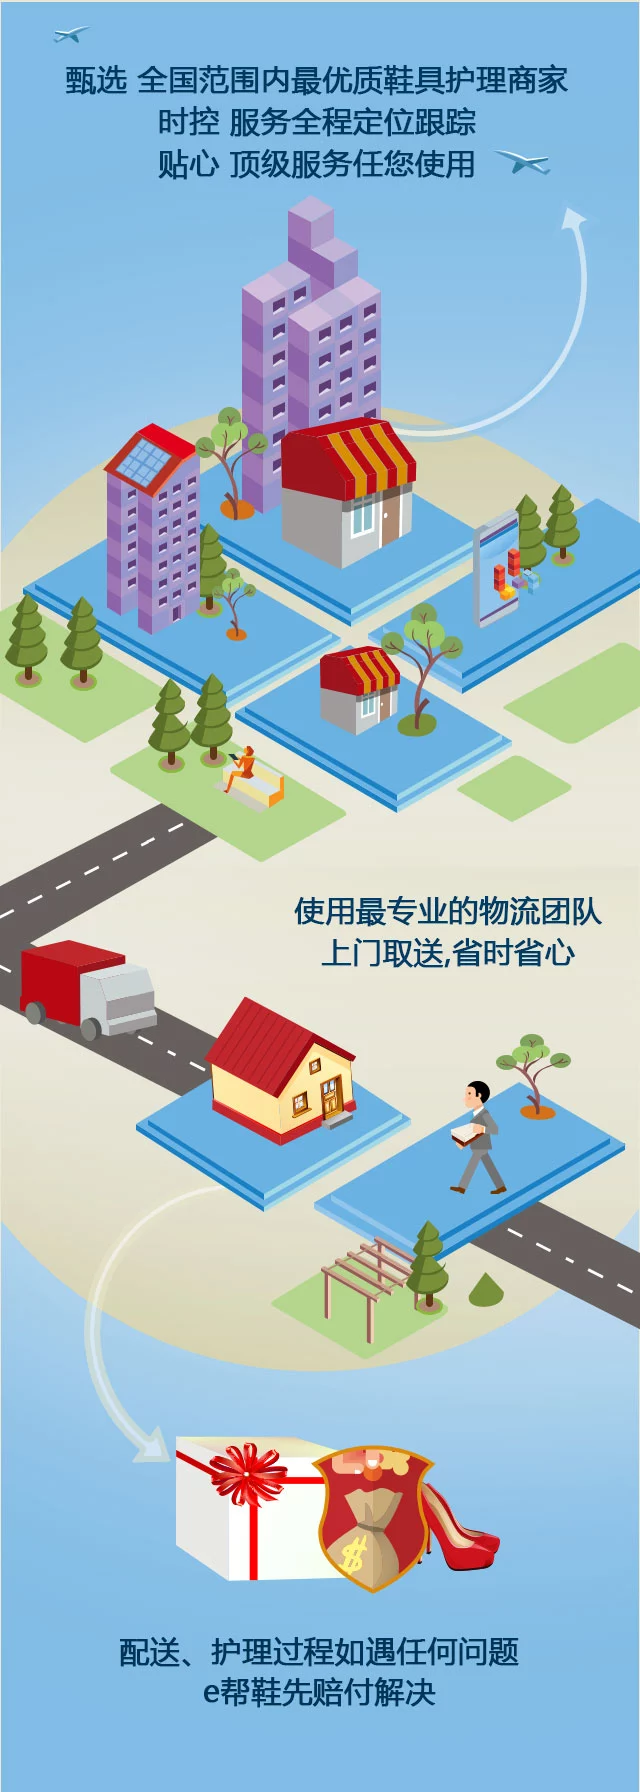 甄选 全国范围内最优质鞋具护理商家
时控 服务全程定位跟踪
贴心 顶级服务任您使用
使用最专业的物流团队
上门取送,省时省心
配送、护理过程如遇任何问题
e帮鞋先赔付解决